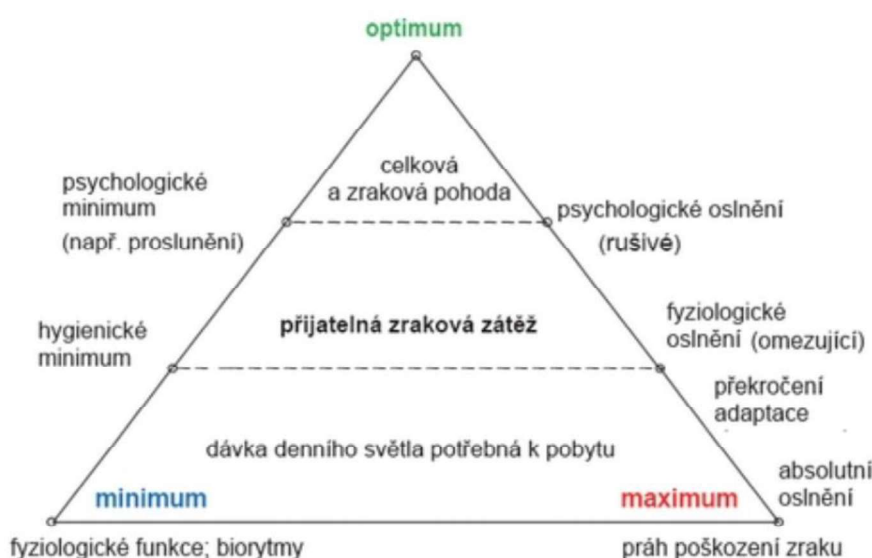 optimum
celková
a zraková pohoda
psychologické
minimum
(např. proslunění)
psychologické oslnění
(rušivé)
přijatelná zraková zátěž
hygienické
minimum
fyziologické
oslnění (omezující)
překročení
adaptace
dávka denního světla potřebná k pobytu
minimum
maximum
absolutní
oslnění
fyziologické funkce; biorytmy
práh poškození zraku